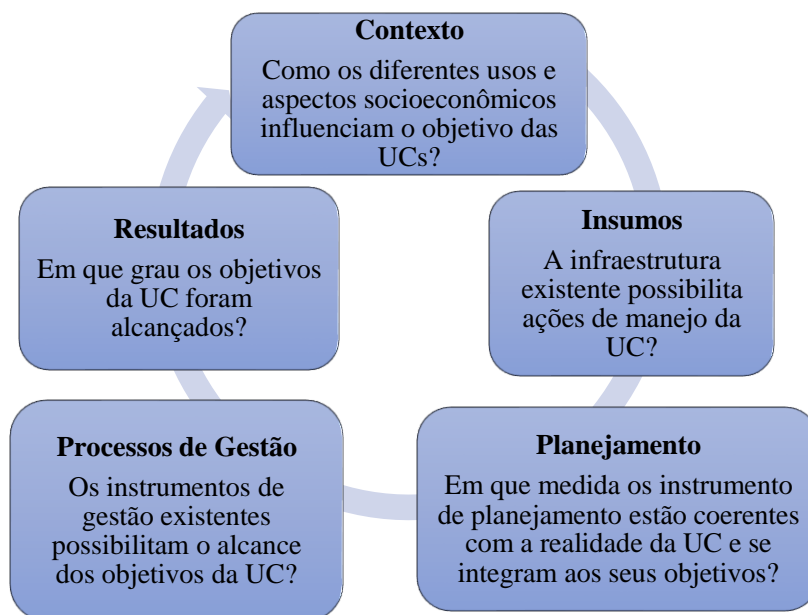 Contexto
Como os diferentes usos e
aspectos socioeconômicos
influenciam o objetivo das
UCs?
Insumos
A infraestrutura
existente possibilita
ações de manejo da
UC?
Planejamento
Em que medida os instrumento
de planejamento estão coerentes
com a realidade da UC e se
integram aos seus objetivos?
Processos de Gestão
Os instrumentos de
gestão existentes
possibilitam o alcance
dos objetivos da UC?
Resultados
Em que grau os objetivos
da UC foram
alcançados?